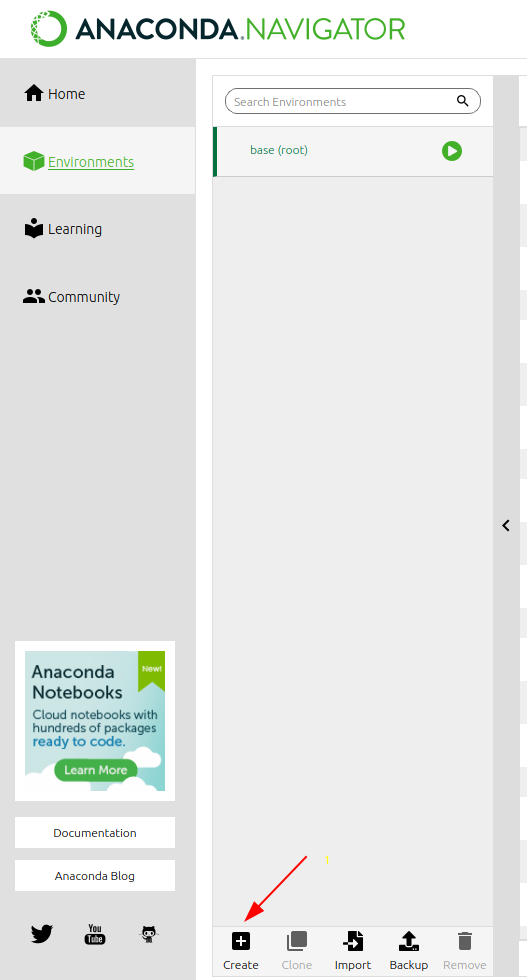 ANACONDA.NAVIGATOR
Home
Environments
Learning
Community
Search Environments
base (root)
New!
Anaconda
Notebooks
Cloud notebooks with
hundreds of packages
ready to code.
Learn More
Documentation
Anaconda Blog
You
Tube
Create
Clone
Import
Backup
Remove